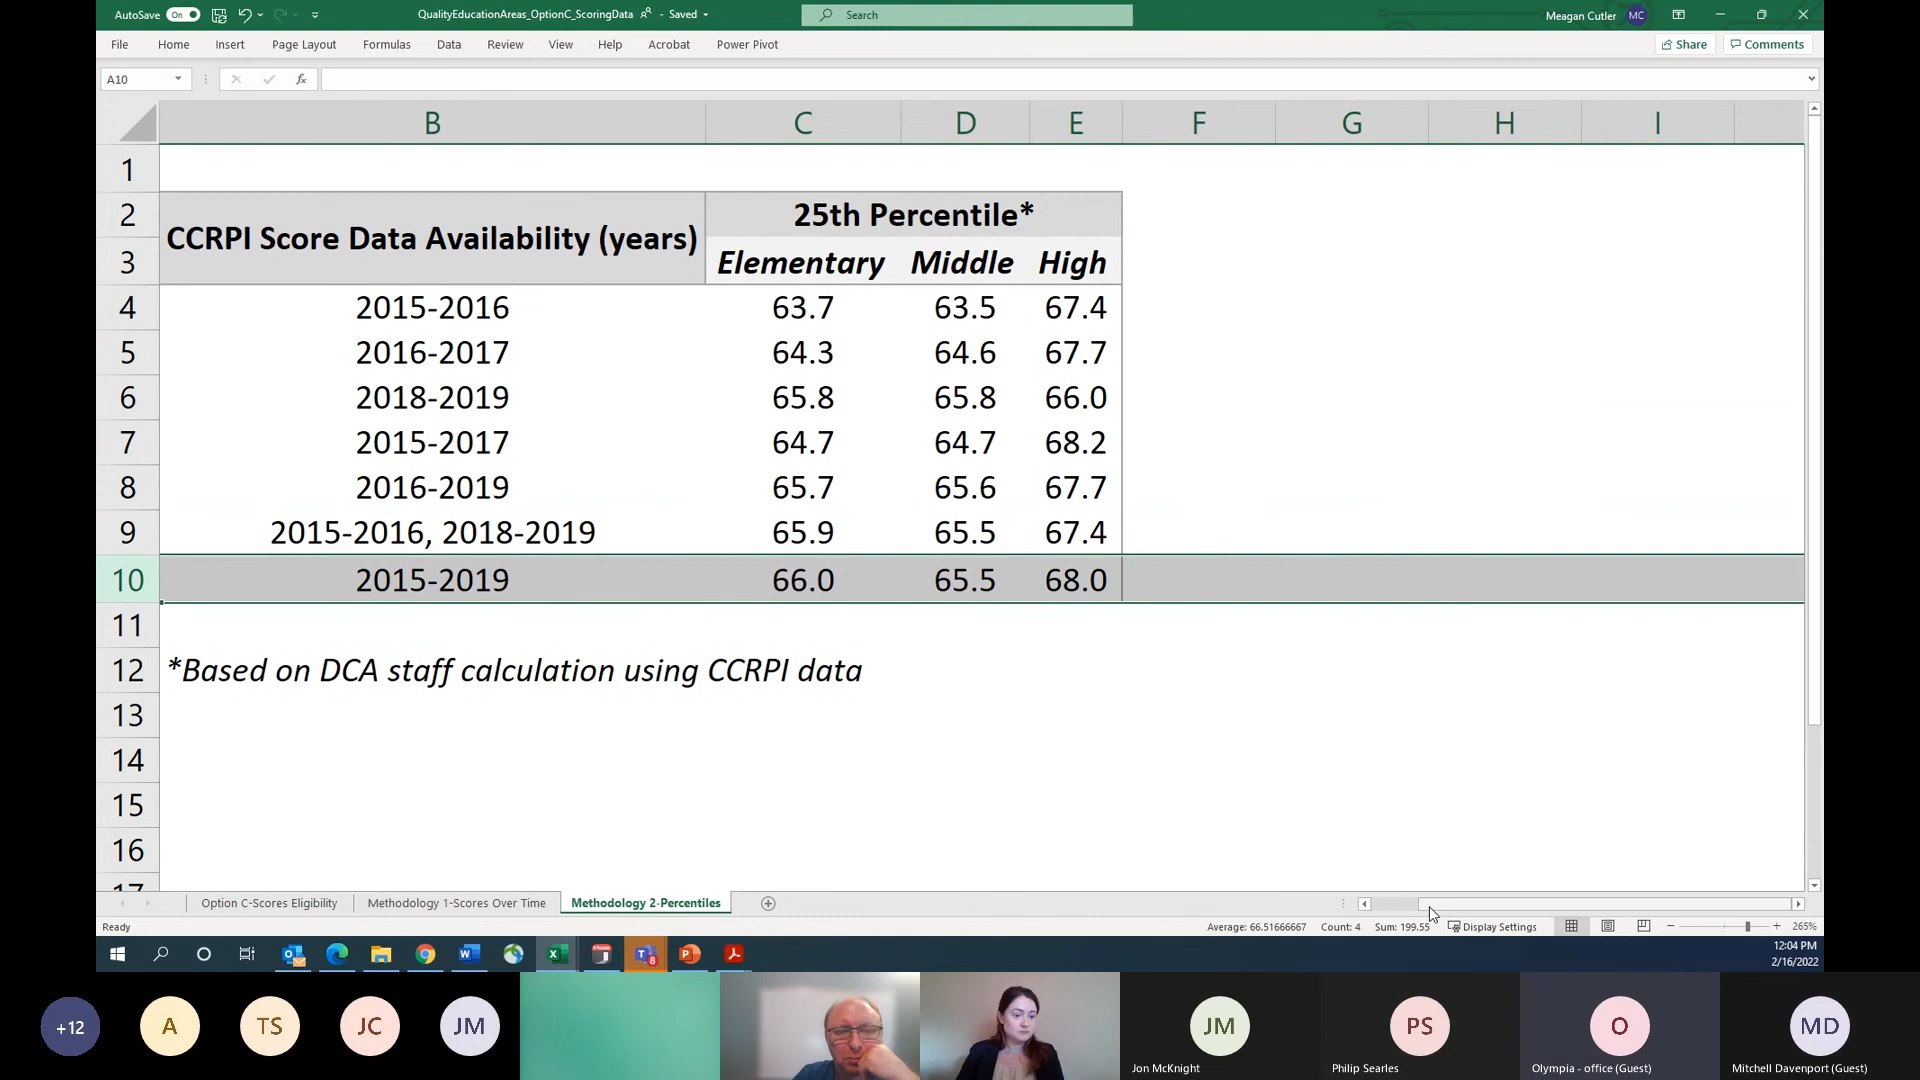 AutoSave On QualityEducationAreas_OptionC_ScoringData - Saved Search Meagan Cutler MC
File Home Insert Page Layout Formulas Data Review View Help Acrobat Power Pivot Share Comments
A10 fx
B C D E F G H I
1
2 CCRPI Score Data Availability (years) 25th Percentile*
3 Elementary Middle High
4 2015-2016 63.7 63.5 67.4
5 2016-2017 64.3 64.6 67.7
6 2018-2019 65.8 65.8 66.0
7 2015-2017 64.7 64.7 68.2
8 2016-2019 65.7 65.6 67.7
9 2015-2016, 2018-2019 65.9 65.5 67.4
10 2015-2019 66.0 65.5 68.0
11
12 *Based on DCA staff calculation using CCRPI data
13
14
15
16
17
Option C-Scores Eligibility Methodology 1-Scores Over Time Methodology 2-Percentiles
Ready Average: 66.51666667 Count: 4 Sum: 199.55 Display Settings 265%
12:04 PM
2/16/2022
+12 A TS JC JM JM PS O MD
Jon McKnight Philip Searles Olympia - office (Guest) Mitchell Davenport (Guest)